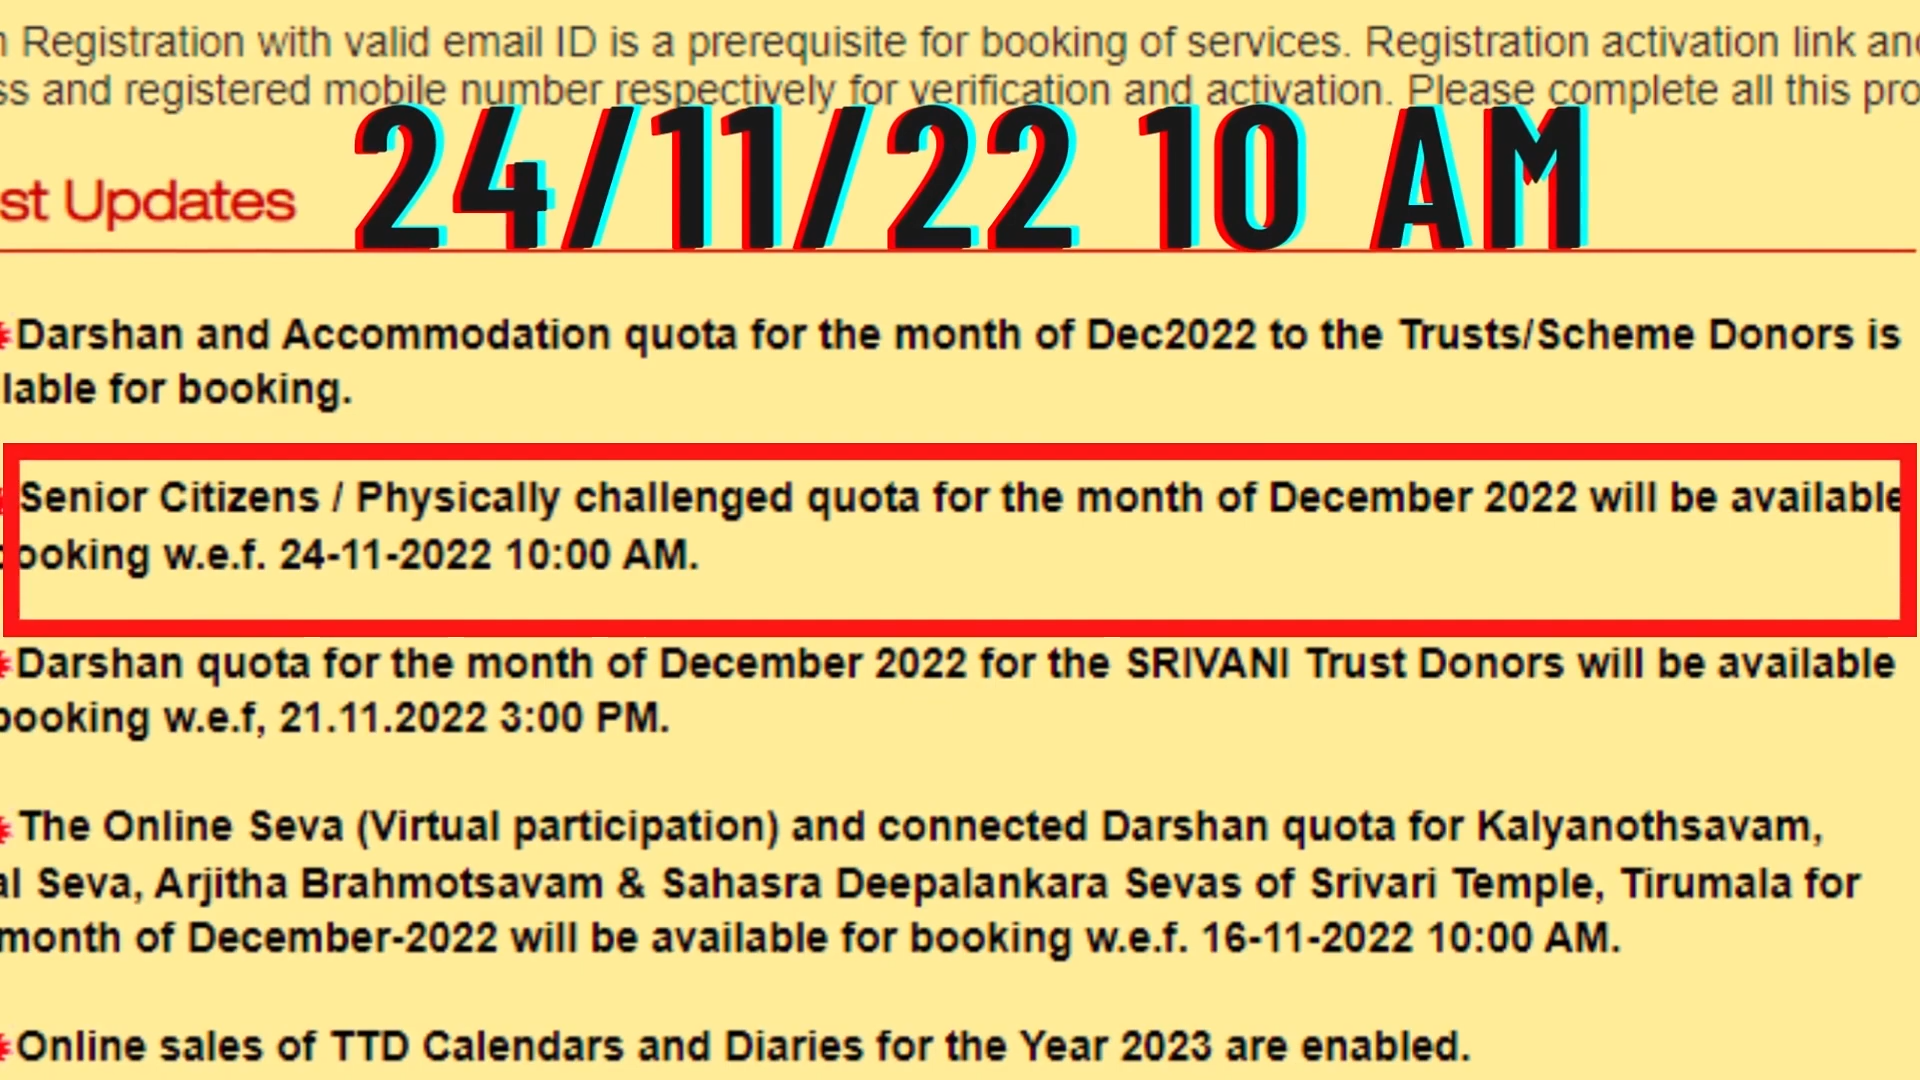 Registration with valid email ID is a prerequisite for booking of services. Registration activation link
and registered mobile number respectively for verification and activation. Please complete all this
24/11/22 10 AM
st Updates
*Darshan and Accommodation quota for the month of Dec2022 to the Trusts/Scheme Donors is
lable for booking.
Senior Citizens / Physically challenged quota for the month of December 2022 will be available
ooking w.e.f. 24-11-2022 10:00 AM.
*Darshan quota for the month of December 2022 for the SRIVANI Trust Donors will be available
booking w.e.f, 21.11.2022 3:00 PM.
* The Online Seva (Virtual participation) and connected Darshan quota for Kalyanothsavam,
al Seva, Arjitha Brahmotsavam & Sahasra Deepalankara Sevas of Srivari Temple, Tirumala for
month of December-2022 will be available for booking w.e.f. 16-11-2022 10:00 AM.
*Online sales of TTD Calendars and Diaries for the Year 2023 are enabled.